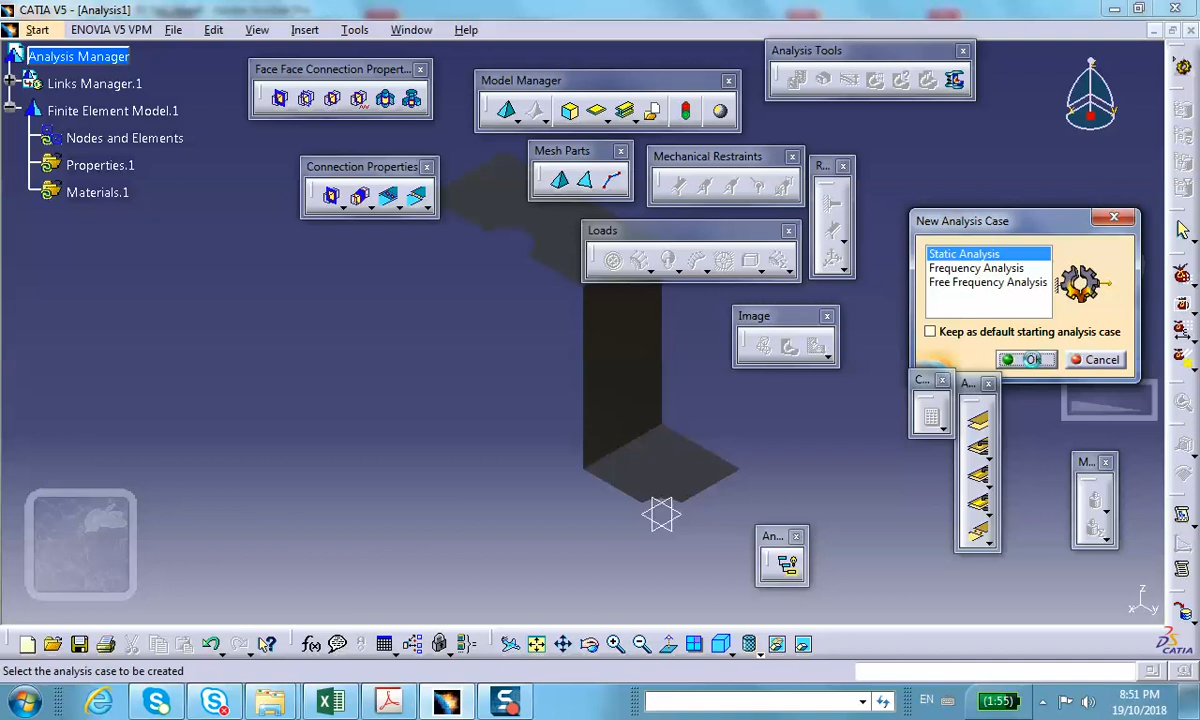 CATIA V5 - [Analysis1]
Start ENOVIA V5 VPM File Edit View Insert Tools Window Help
Analysis Manager
Links Manager.1
Finite Element Model.1
Nodes and Elements
Properties.1
Materials.1
Face Face Connection Propert...
Model Manager
Analysis Tools
Connection Properties
Mesh Parts
Mechanical Restraints
R...
Loads
Image
New Analysis Case
Static Analysis
Frequency Analysis
Free Frequency Analysis
Keep as default starting analysis case
OK Cancel
C...
A...
M...
An...
z
x y
f(x)
DS CATIA
Select the analysis case to be created
EN
(1:55)
8:51 PM
19/10/2018